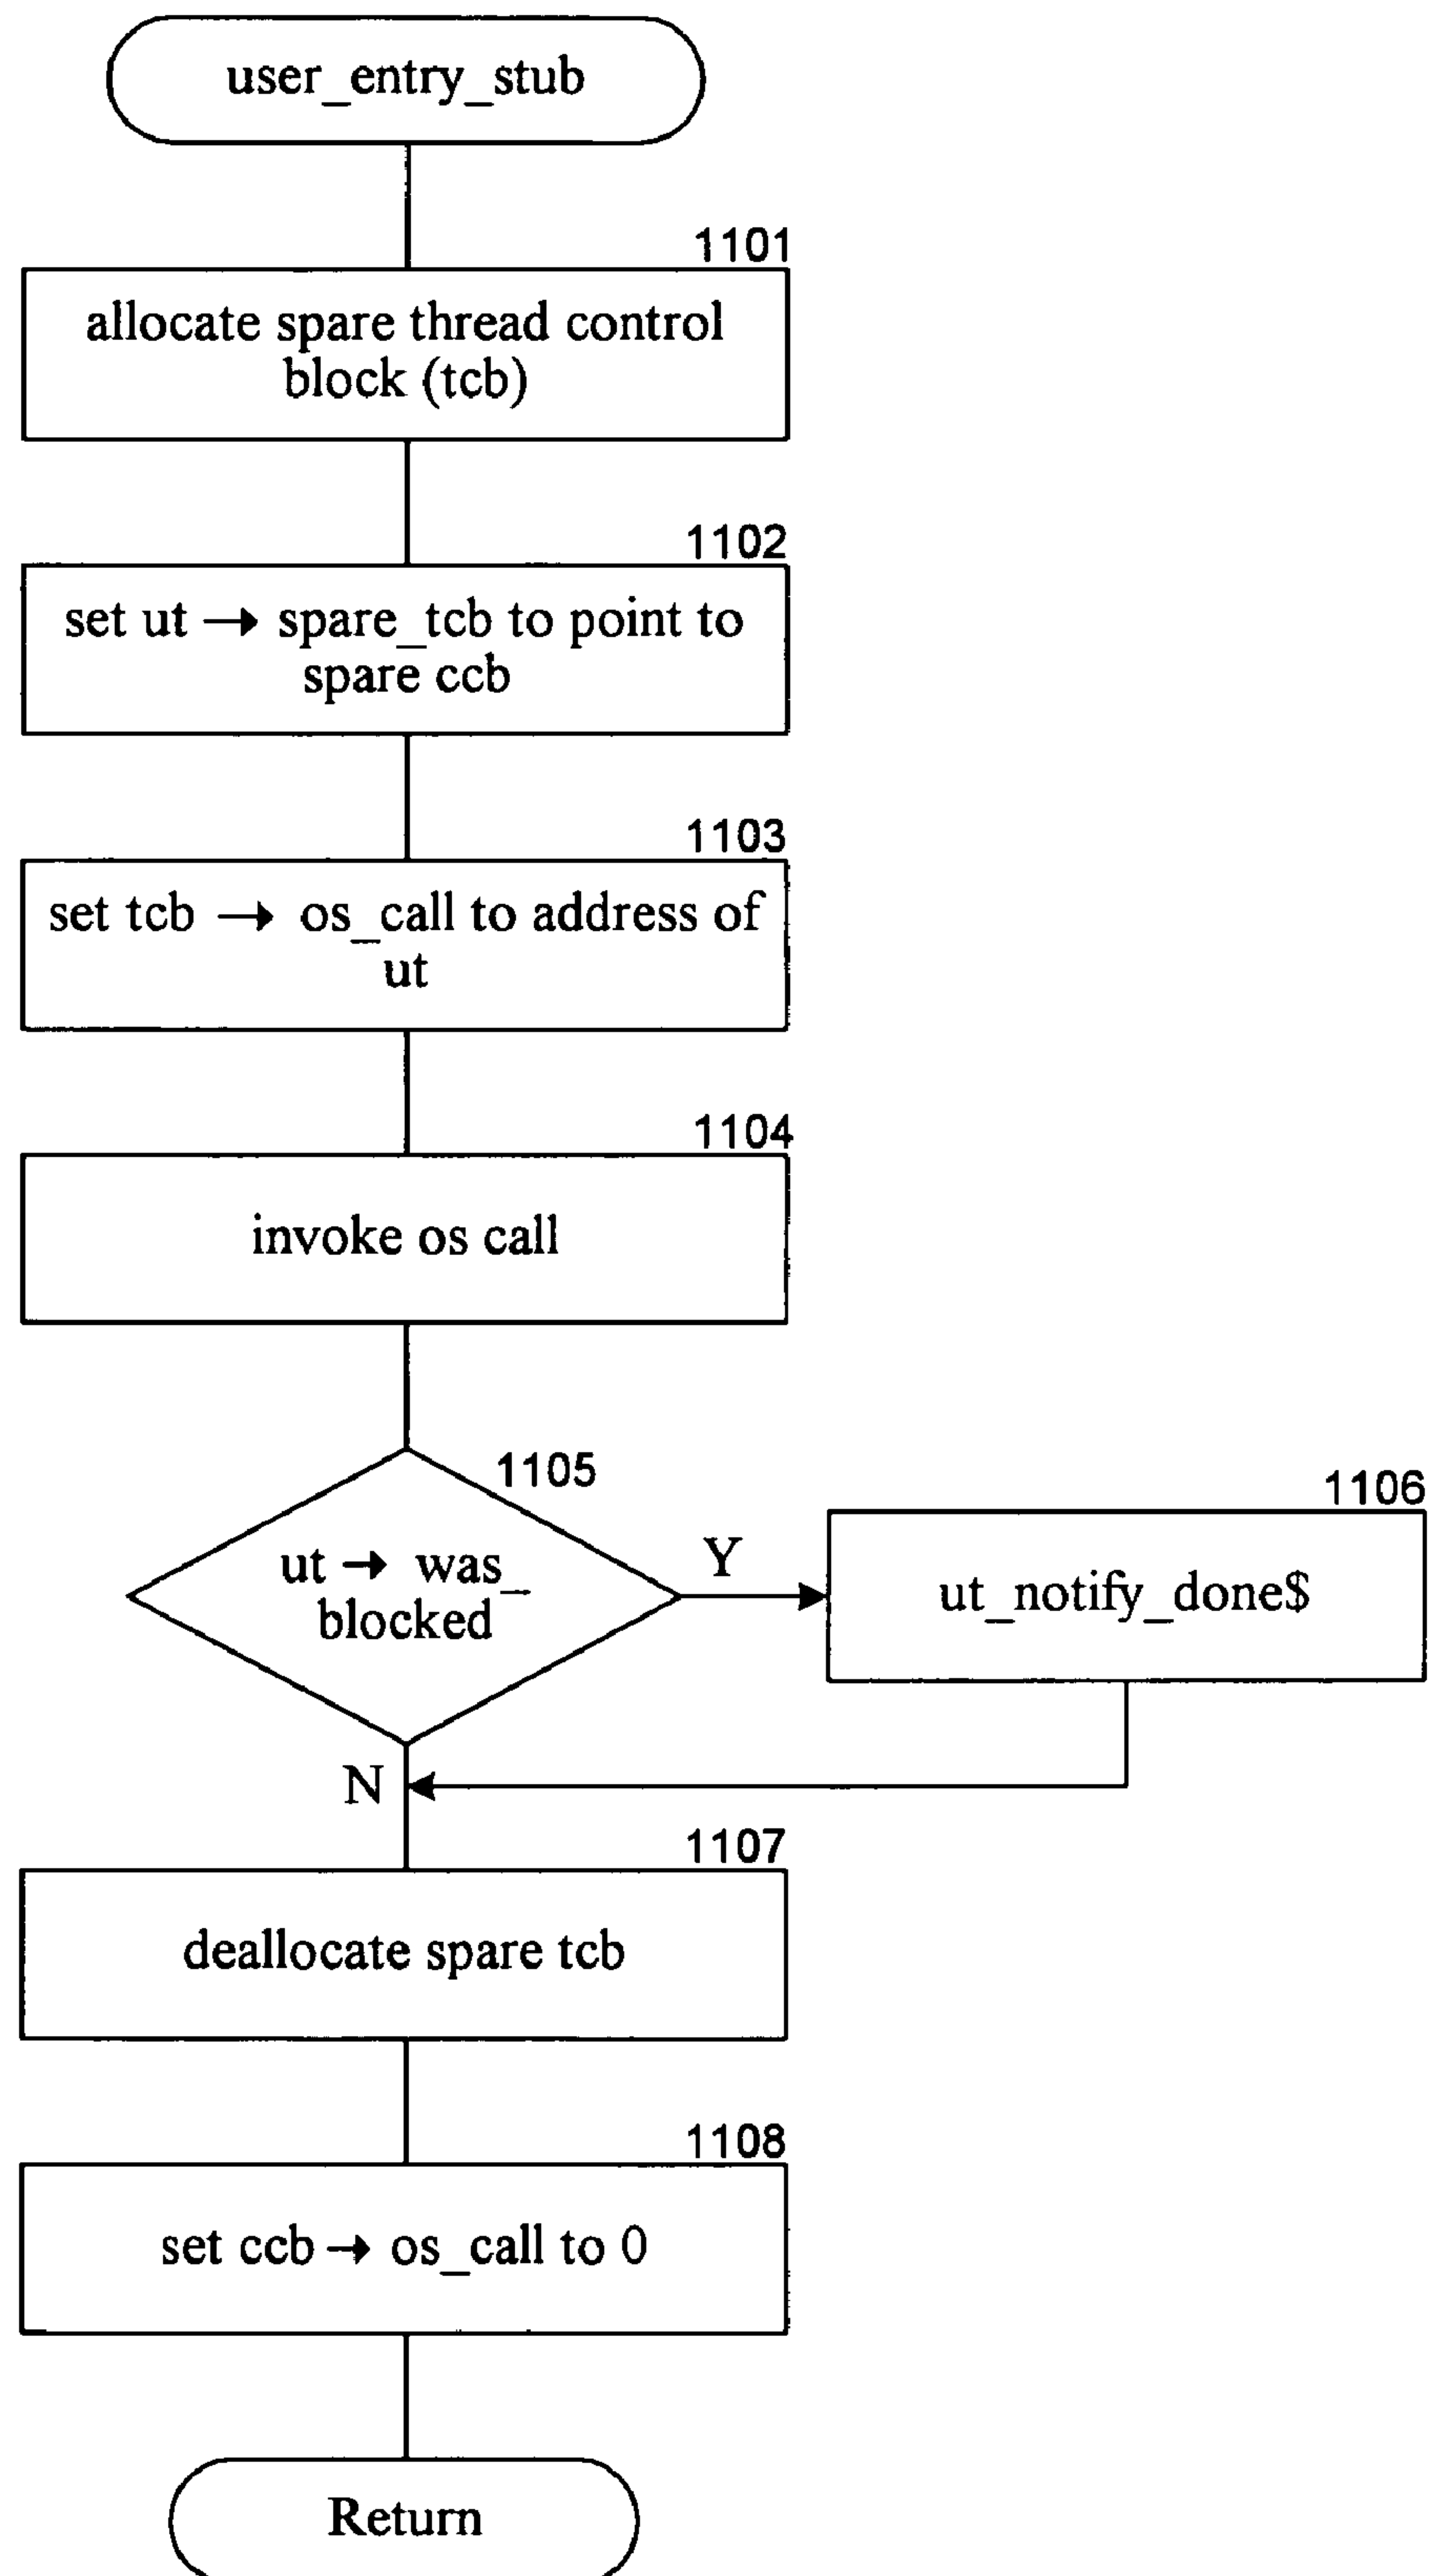 user_entry_stub
1101
allocate spare thread control
block (tcb)
1102
set ut → spare_tcb to point to
spare ccb
1103
set tcb → os_call to address of
ut
1104
invoke os call
1105
ut → was_
blocked
Y
1106
ut_notify_done$
N
1107
deallocate spare tcb
1108
set ccb → os_call to 0
Return